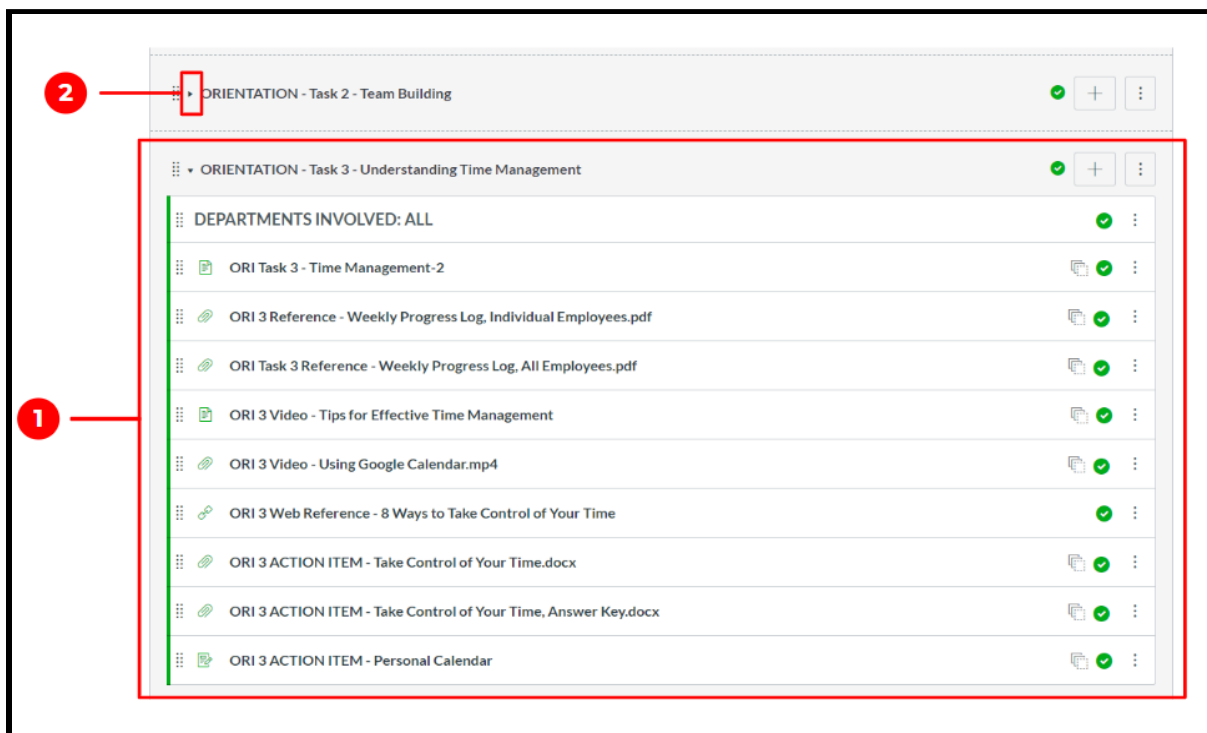 2
ORIENTATION - Task 2 - Team Building
ORIENTATION - Task 3 - Understanding Time Management
DEPARTMENTS INVOLVED: ALL
ORI Task 3 - Time Management-2
ORI 3 Reference - Weekly Progress Log, Individual Employees.pdf
ORI Task 3 Reference - Weekly Progress Log, All Employees.pdf
1
ORI 3 Video - Tips for Effective Time Management
ORI 3 Video - Using Google Calendar.mp4
ORI 3 Web Reference - 8 Ways to Take Control of Your Time
ORI 3 ACTION ITEM - Take Control of Your Time.docx
ORI 3 ACTION ITEM - Take Control of Your Time, Answer Key.docx
ORI 3 ACTION ITEM - Personal Calendar